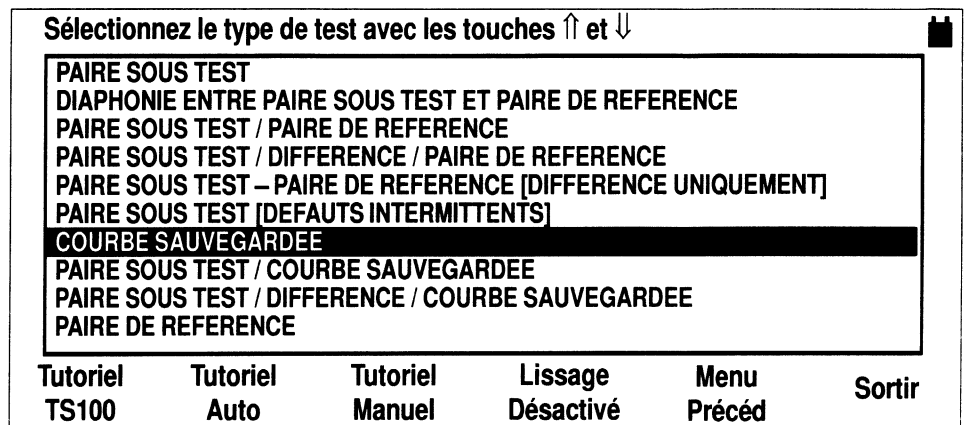 Sélectionnez le type de test avec les touches ⇑ et ⇓
PAIRE SOUS TEST
DIAPHONIE ENTRE PAIRE SOUS TEST ET PAIRE DE REFERENCE
PAIRE SOUS TEST / PAIRE DE REFERENCE
PAIRE SOUS TEST / DIFFERENCE / PAIRE DE REFERENCE
PAIRE SOUS TEST – PAIRE DE REFERENCE [DIFFERENCE UNIQUEMENT]
PAIRE SOUS TEST [DEFAUTS INTERMITTENTS]
COURBE SAUVEGARDEE
PAIRE SOUS TEST / COURBE SAUVEGARDEE
PAIRE SOUS TEST / DIFFERENCE / COURBE SAUVEGARDEE
PAIRE DE REFERENCE
Tutoriel Tutoriel Tutoriel Lissage Menu Sortir
TS100 Auto Manuel Désactivé Précéd